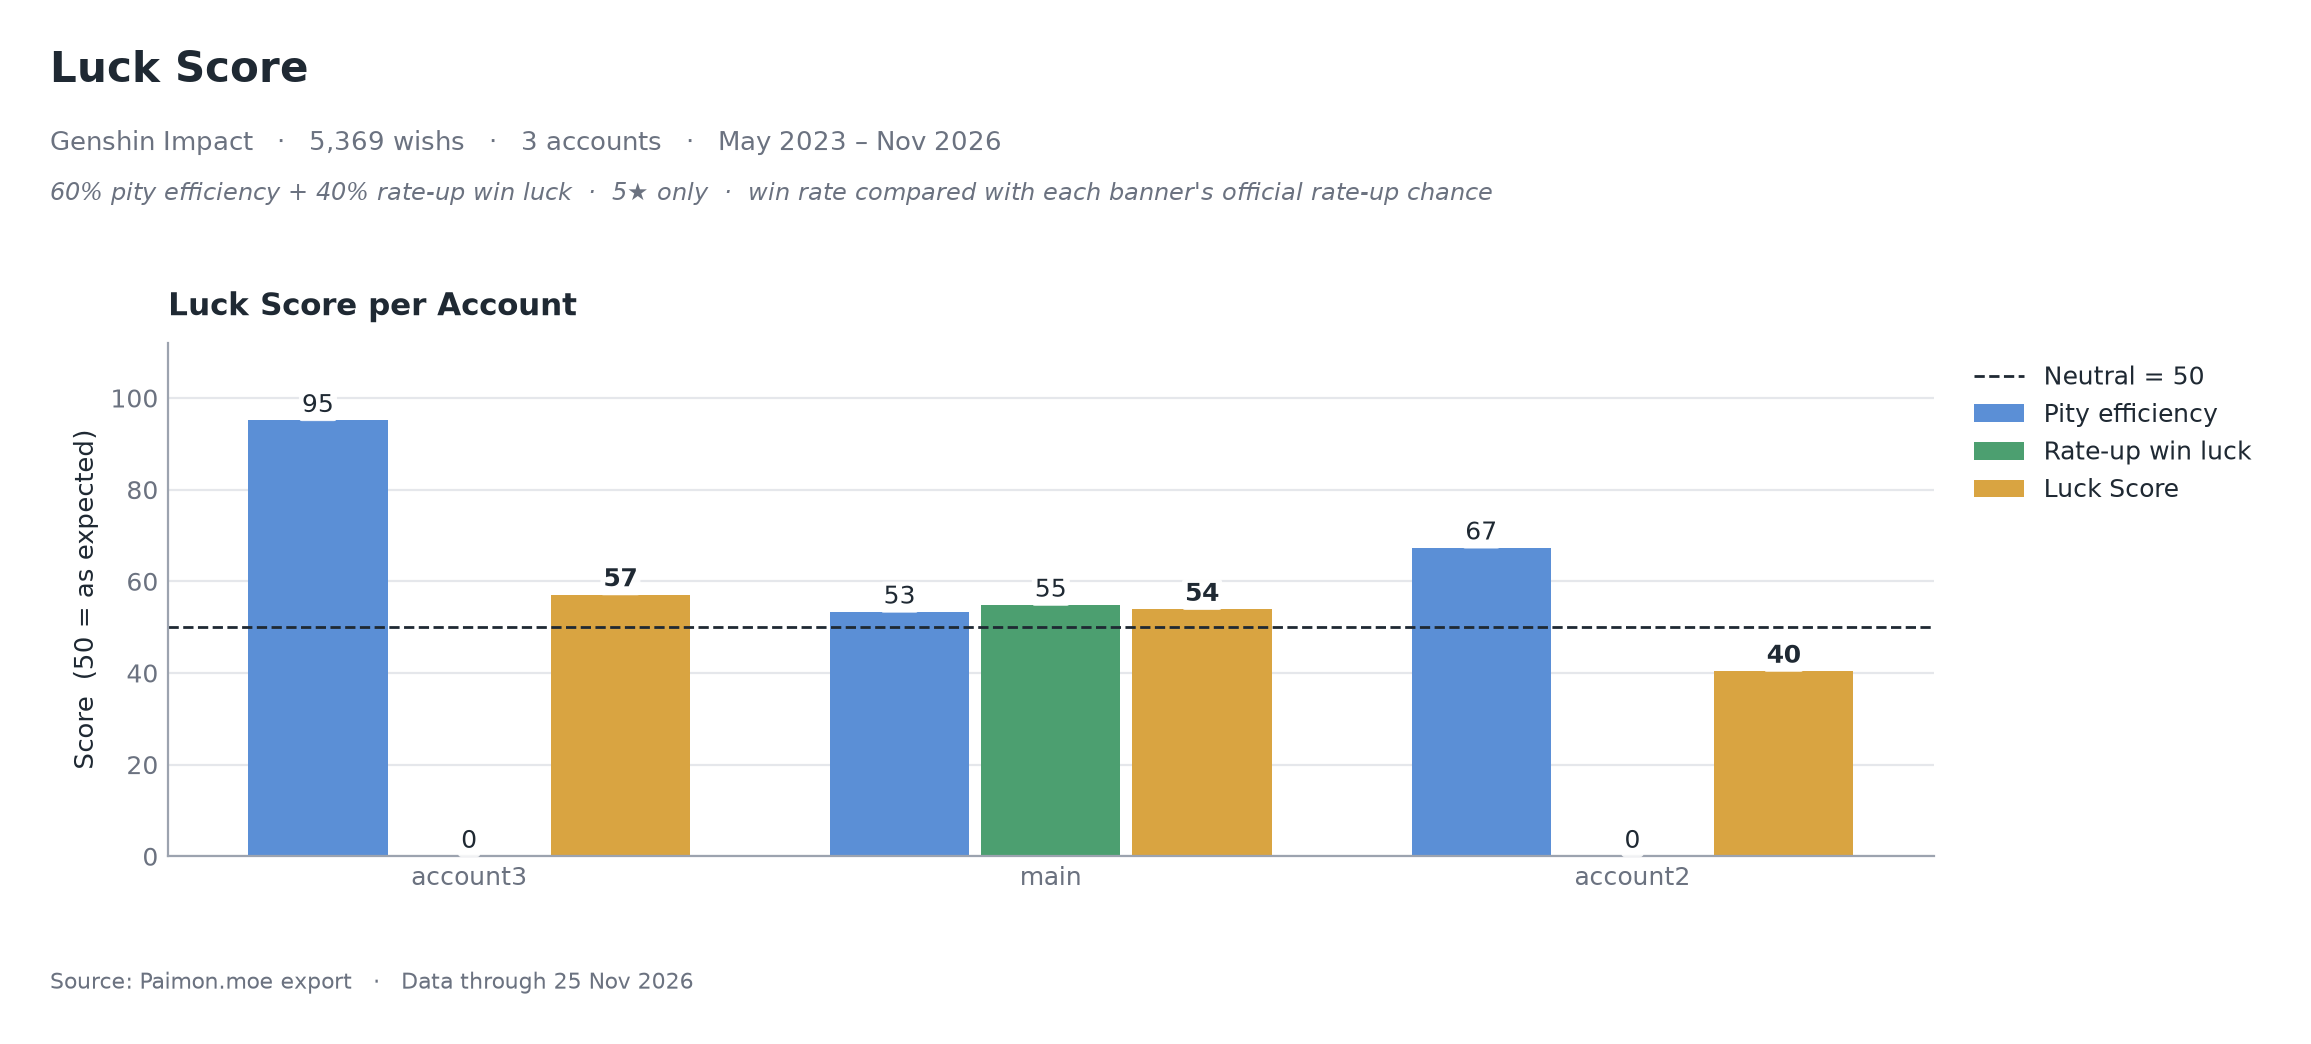 Luck Score
Genshin Impact · 5,369 wishs · 3 accounts · May 2023 – Nov 2026
60% pity efficiency + 40% rate-up win luck · 5★ only · win rate compared with each banner's official rate-up chance
Luck Score per Account
Score (50 = as expected)
100
80
60
40
20
0
95
0
57
53
55
54
67
0
40
account3
main
account2
Neutral = 50
Pity efficiency
Rate-up win luck
Luck Score
Source: Paimon.moe export · Data through 25 Nov 2026